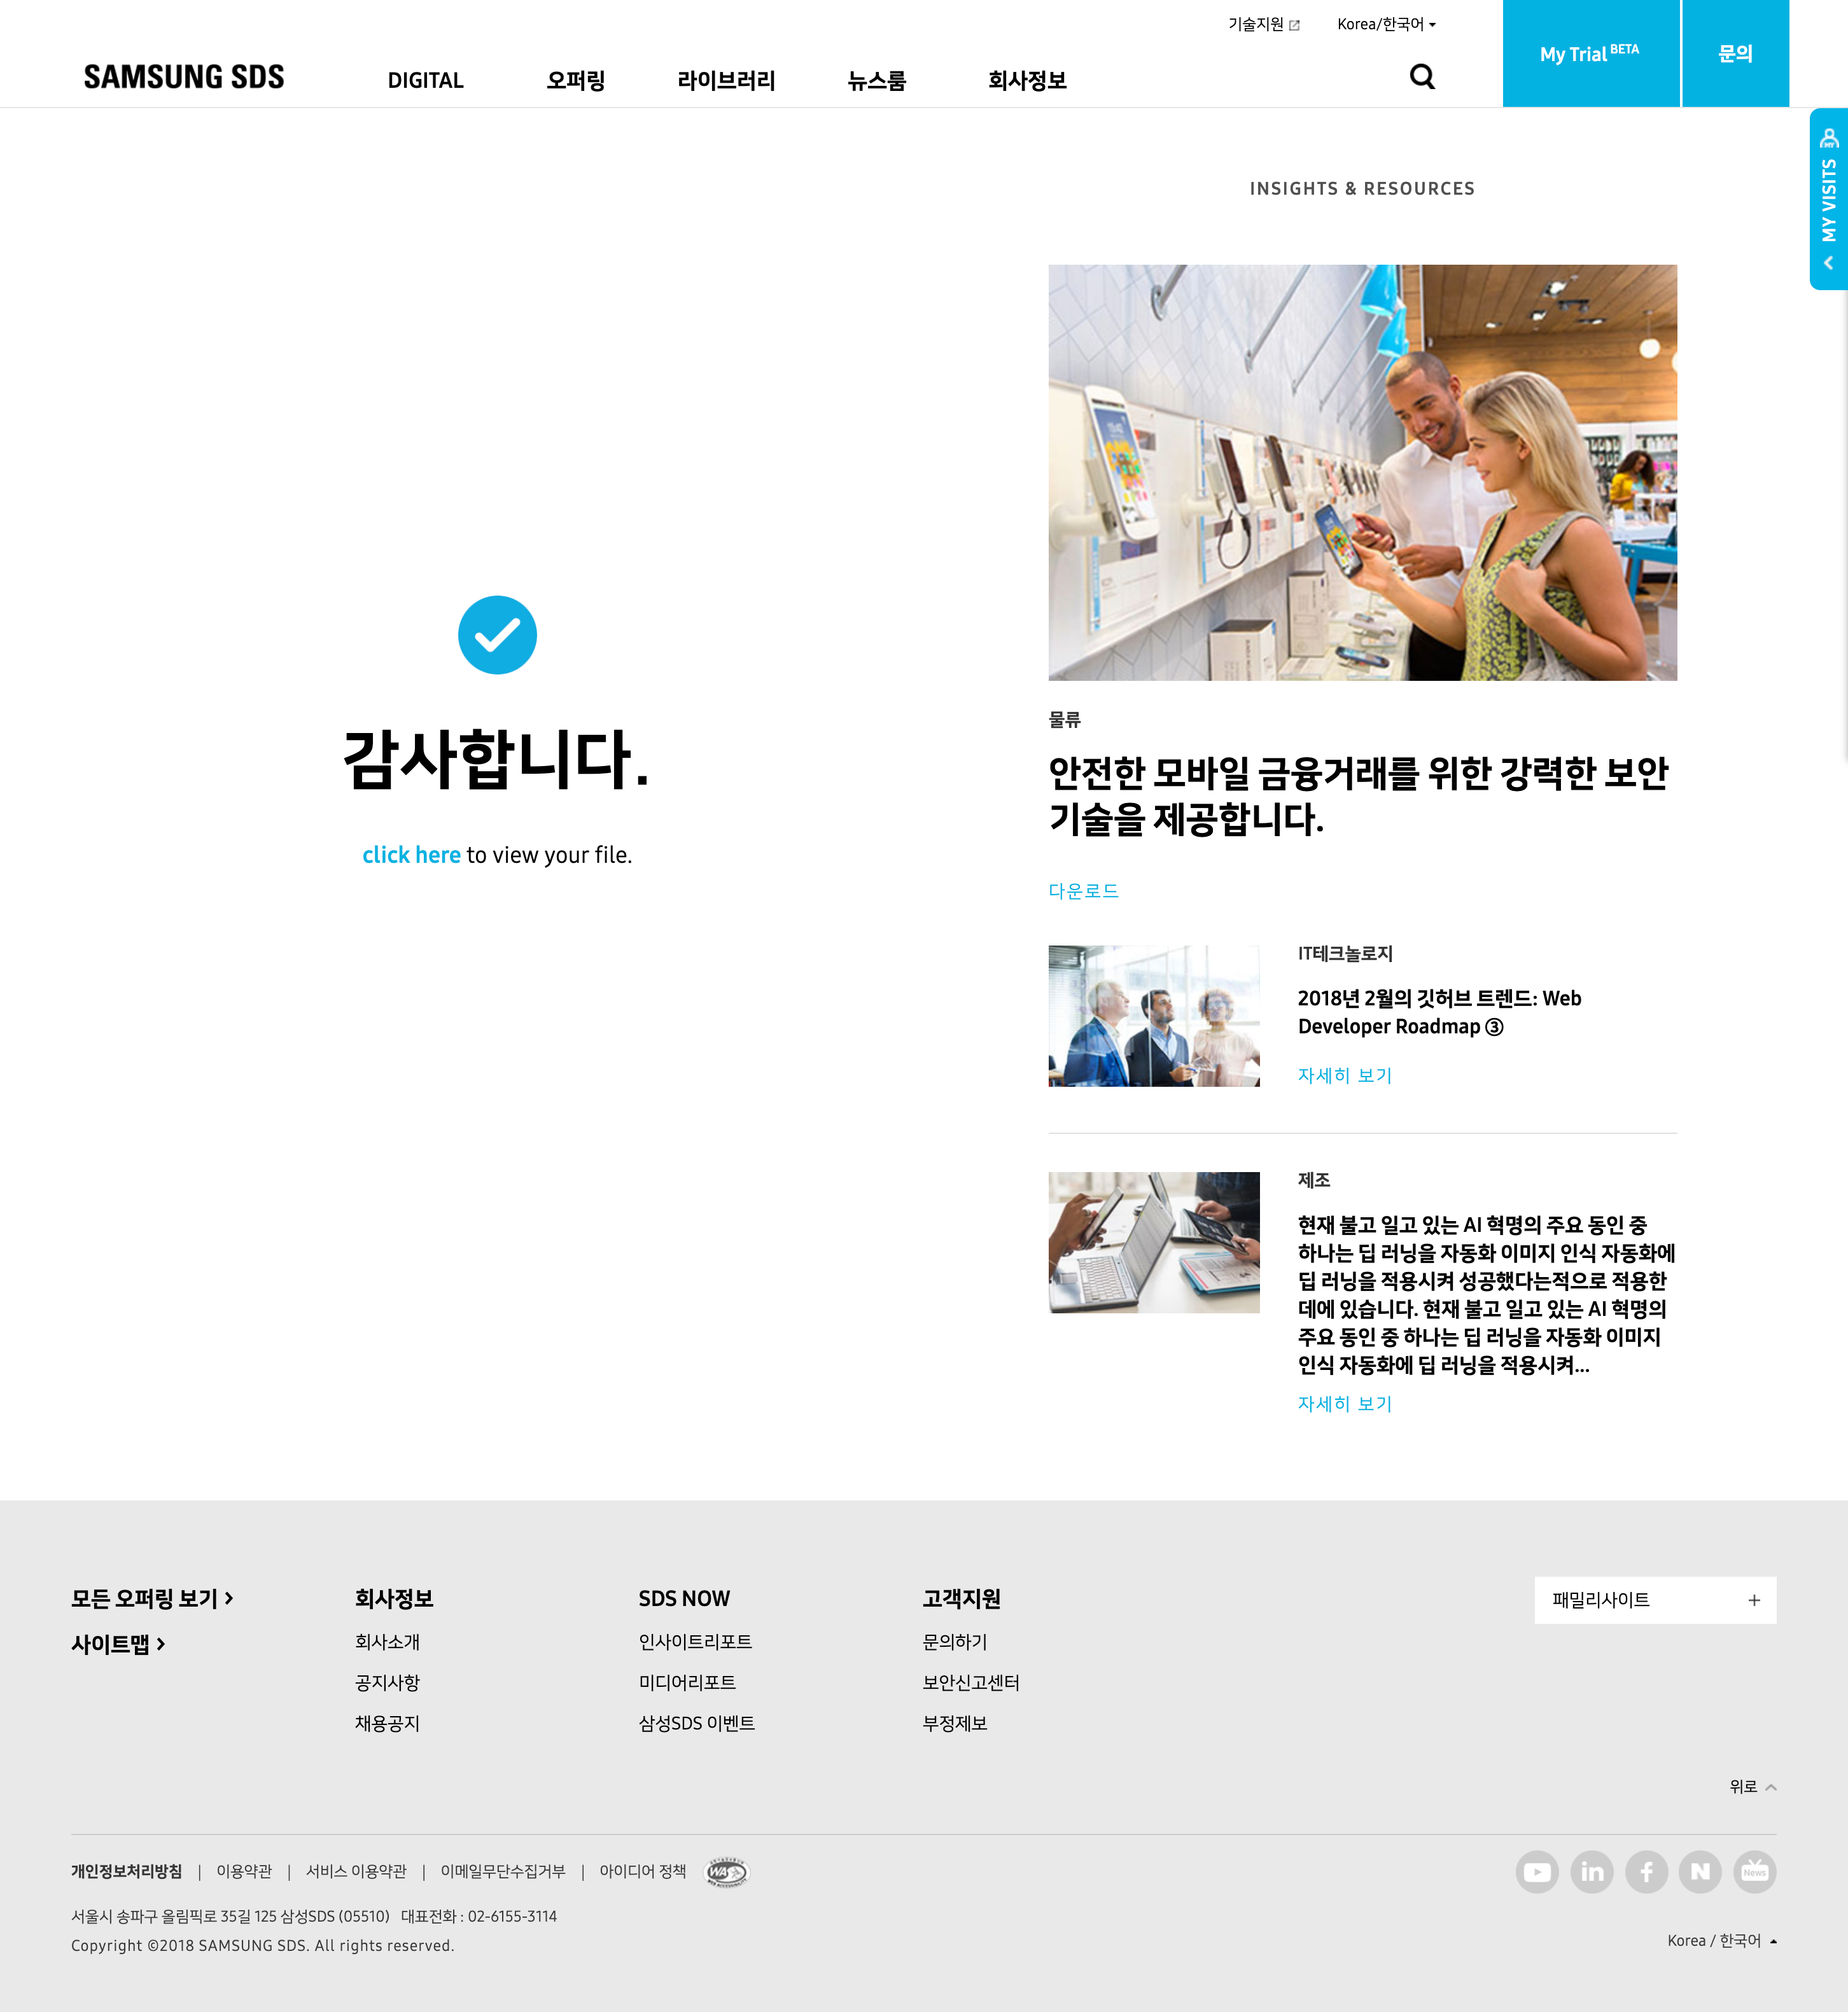 기술지원
Korea/한국어
My Trial BETA
문의
SAMSUNG SDS
DIGITAL
오퍼링
라이브러리
뉴스룸
회사정보
MY VISITS
INSIGHTS & RESOURCES
감사합니다.
click here to view your file.
물류
안전한 모바일 금융거래를 위한 강력한 보안
기술을 제공합니다.
다운로드
IT테크놀로지
2018년 2월의 깃허브 트렌드: Web
Developer Roadmap ③
자세히 보기
제조
현재 불고 일고 있는 AI 혁명의 주요 동인 중
하나는 딥 러닝을 자동화 이미지 인식 자동화에
딥 러닝을 적용시켜 성공했다는적으로 적용한
데에 있습니다. 현재 불고 일고 있는 AI 혁명의
주요 동인 중 하나는 딥 러닝을 자동화 이미지
인식 자동화에 딥 러닝을 적용시켜...
자세히 보기
모든 오퍼링 보기
사이트맵
회사정보
회사소개
공지사항
채용공지
SDS NOW
인사이트리포트
미디어리포트
삼성SDS 이벤트
고객지원
문의하기
보안신고센터
부정제보
패밀리사이트
위로
개인정보처리방침 | 이용약관 | 서비스 이용약관 | 이메일무단수집거부 | 아이디어 정책
WA
in
f
N
News
서울시 송파구 올림픽로 35길 125 삼성SDS (05510) 대표전화 : 02-6155-3114
Copyright ©2018 SAMSUNG SDS. All rights reserved.
Korea / 한국어